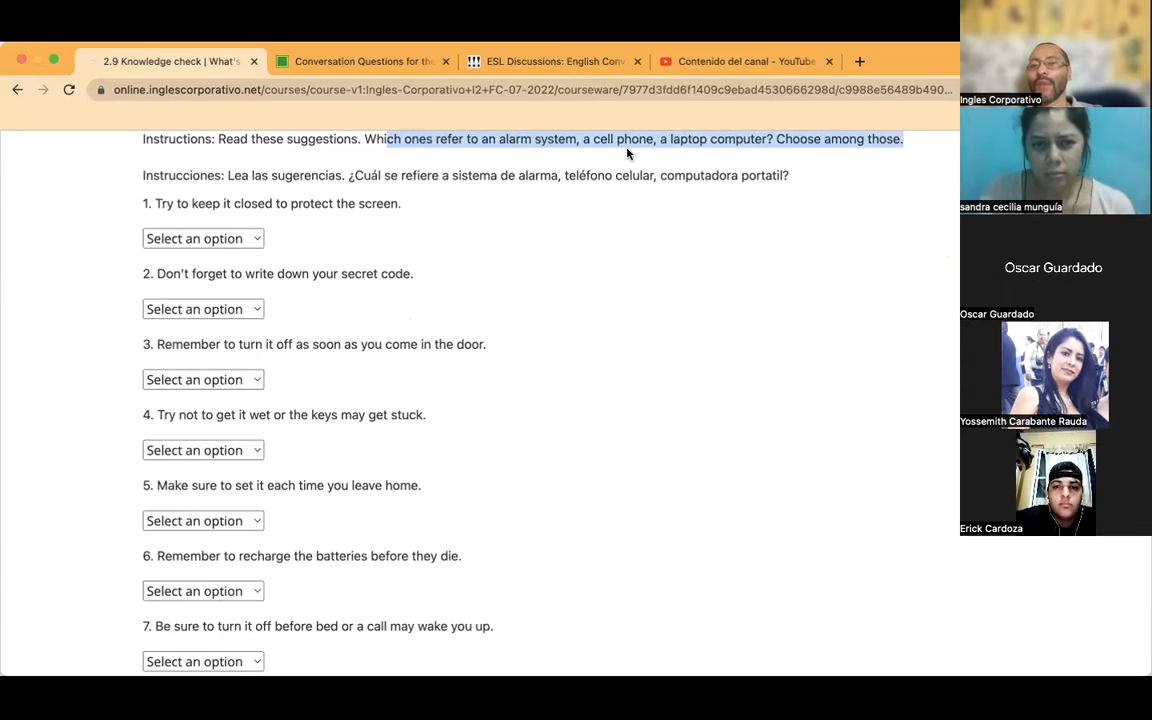 2.9 Knowledge check | What's
Conversation Questions for the
ESL Discussions: English Conv
Contenido del canal - YouTube
online.inglescorporativo.net/courses/course-v1:Ingles-Corporativo+I2+FC-07-2022/courseware/7977d3fdd6f1409c9ebad4530666298d/c9988e56489b490...
Instructions: Read these suggestions. Which ones refer to an alarm system, a cell phone, a laptop computer? Choose among those.
Instrucciones: Lea las sugerencias. ¿Cuál se refiere a sistema de alarma, teléfono celular, computadora portatil?
1. Try to keep it closed to protect the screen.
Select an option
2. Don't forget to write down your secret code.
Select an option
3. Remember to turn it off as soon as you come in the door.
Select an option
4. Try not to get it wet or the keys may get stuck.
Select an option
5. Make sure to set it each time you leave home.
Select an option
6. Remember to recharge the batteries before they die.
Select an option
7. Be sure to turn it off before bed or a call may wake you up.
Select an option
Ingles Corporativo
sandra cecilia munguía
Oscar Guardado
Oscar Guardado
Yossemith Carabante Rauda
Erick Cardoza